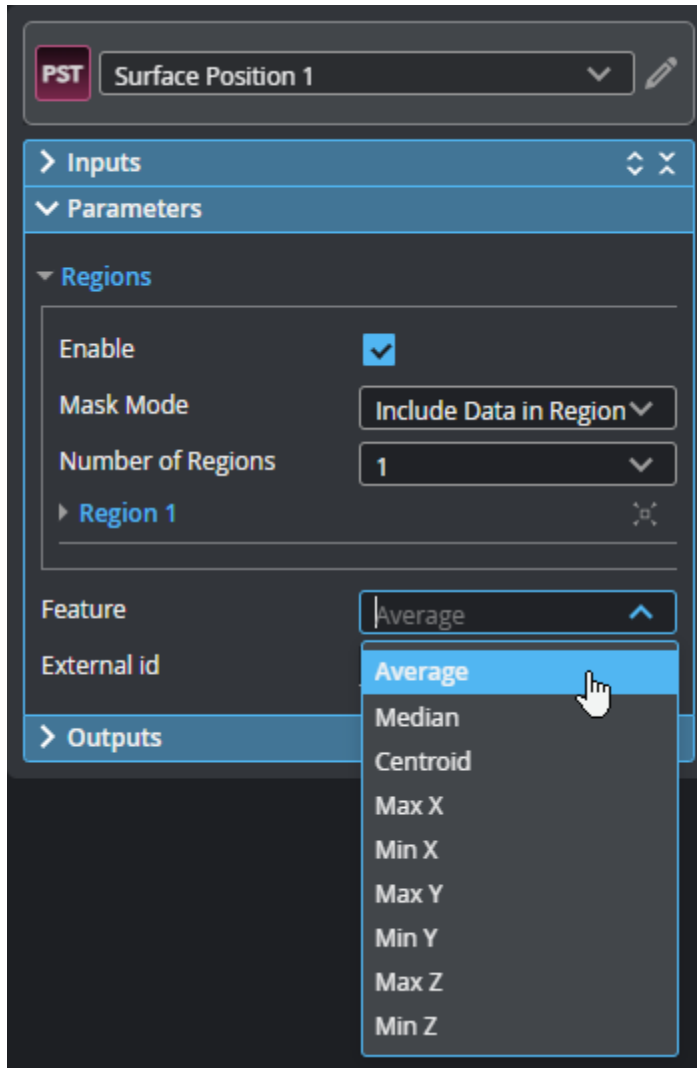 PST Surface Position 1
Inputs
Parameters
Regions
Enable
Mask Mode Include Data in Region
Number of Regions 1
Region 1
Feature Average
External id
Average
Median
Centroid
Max X
Min X
Max Y
Min Y
Max Z
Min Z
Outputs